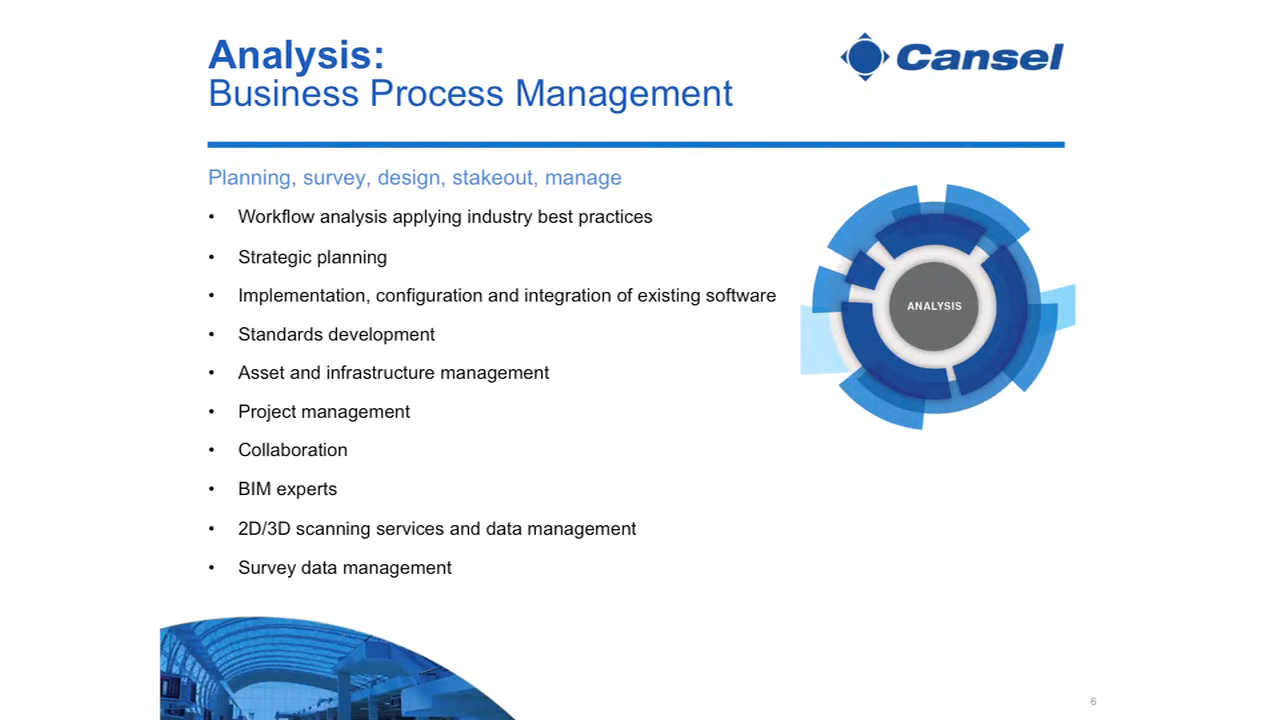 Analysis:
Business Process Management
Cansel
Planning, survey, design, stakeout, manage
• Workflow analysis applying industry best practices
• Strategic planning
• Implementation, configuration and integration of existing software
• Standards development
• Asset and infrastructure management
• Project management
• Collaboration
• BIM experts
• 2D/3D scanning services and data management
• Survey data management
ANALYSIS
6